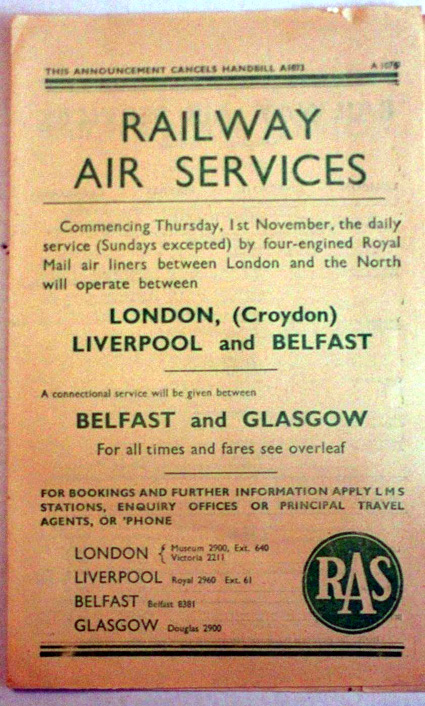 THIS ANNOUNCEMENT CANCELS HANDBILL A1073
RAILWAY
AIR SERVICES
Commencing Thursday, 1st November, the daily
service (Sundays excepted) by four-engined Royal
Mail air liners between London and the North
will operate between
LONDON, (Croydon)
LIVERPOOL and BELFAST
A connectional service will be given between
BELFAST and GLASGOW
For all times and fares see overleaf
FOR BOOKINGS AND FURTHER INFORMATION APPLY L M S
STATIONS, ENQUIRY OFFICES OR PRINCIPAL TRAVEL
AGENTS, OR 'PHONE
LONDON { Museum 2900, Ext. 640
Victoria 2211
LIVERPOOL Royal 2960 Ext. 61
BELFAST Belfast 8381
GLASGOW Douglas 2900
RAS